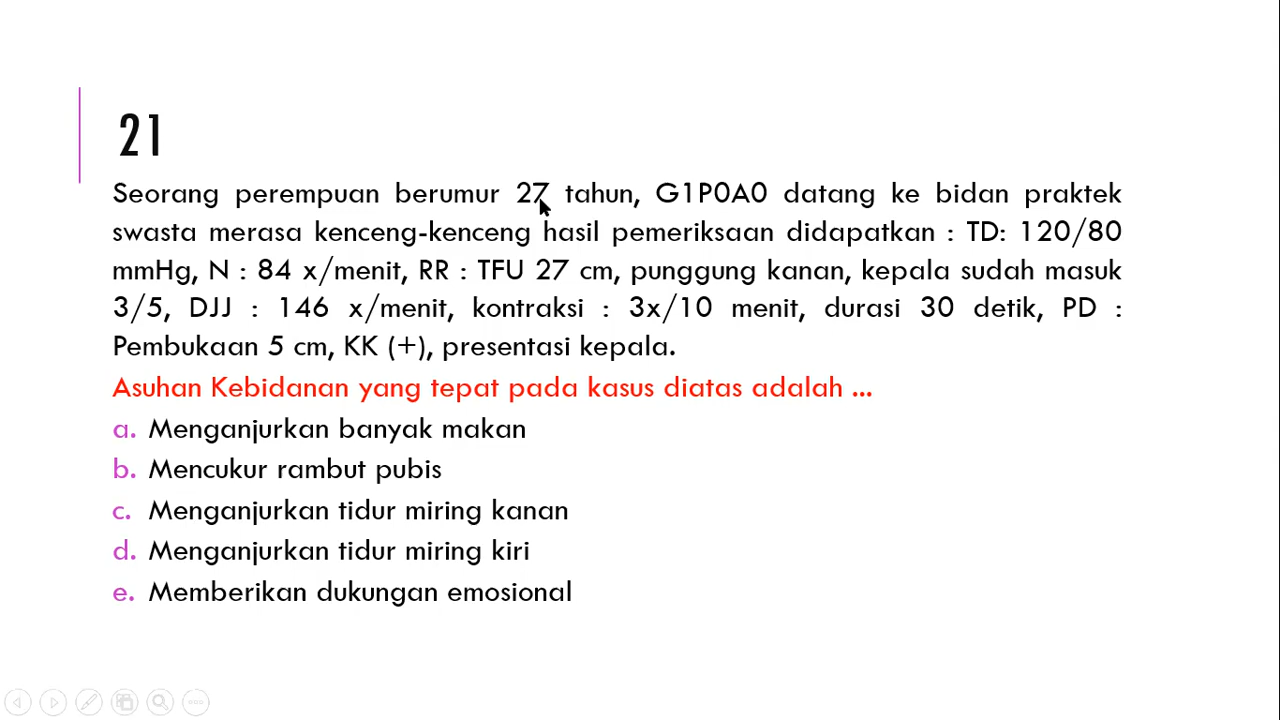 21
Seorang perempuan berumur 27 tahun, G1P0A0 datang ke bidan praktek
swasta merasa kenceng-kenceng hasil pemeriksaan didapatkan : TD: 120/80
mmHg, N : 84 x/menit, RR : TFU 27 cm, punggung kanan, kepala sudah masuk
3/5, DJJ : 146 x/menit, kontraksi : 3x/10 menit, durasi 30 detik, PD :
Pembukaan 5 cm, KK (+), presentasi kepala.
Asuhan Kebidanan yang tepat pada kasus diatas adalah ...
a. Menganjurkan banyak makan
b. Mencukur rambut pubis
c. Menganjurkan tidur miring kanan
d. Menganjurkan tidur miring kiri
e. Memberikan dukungan emosional